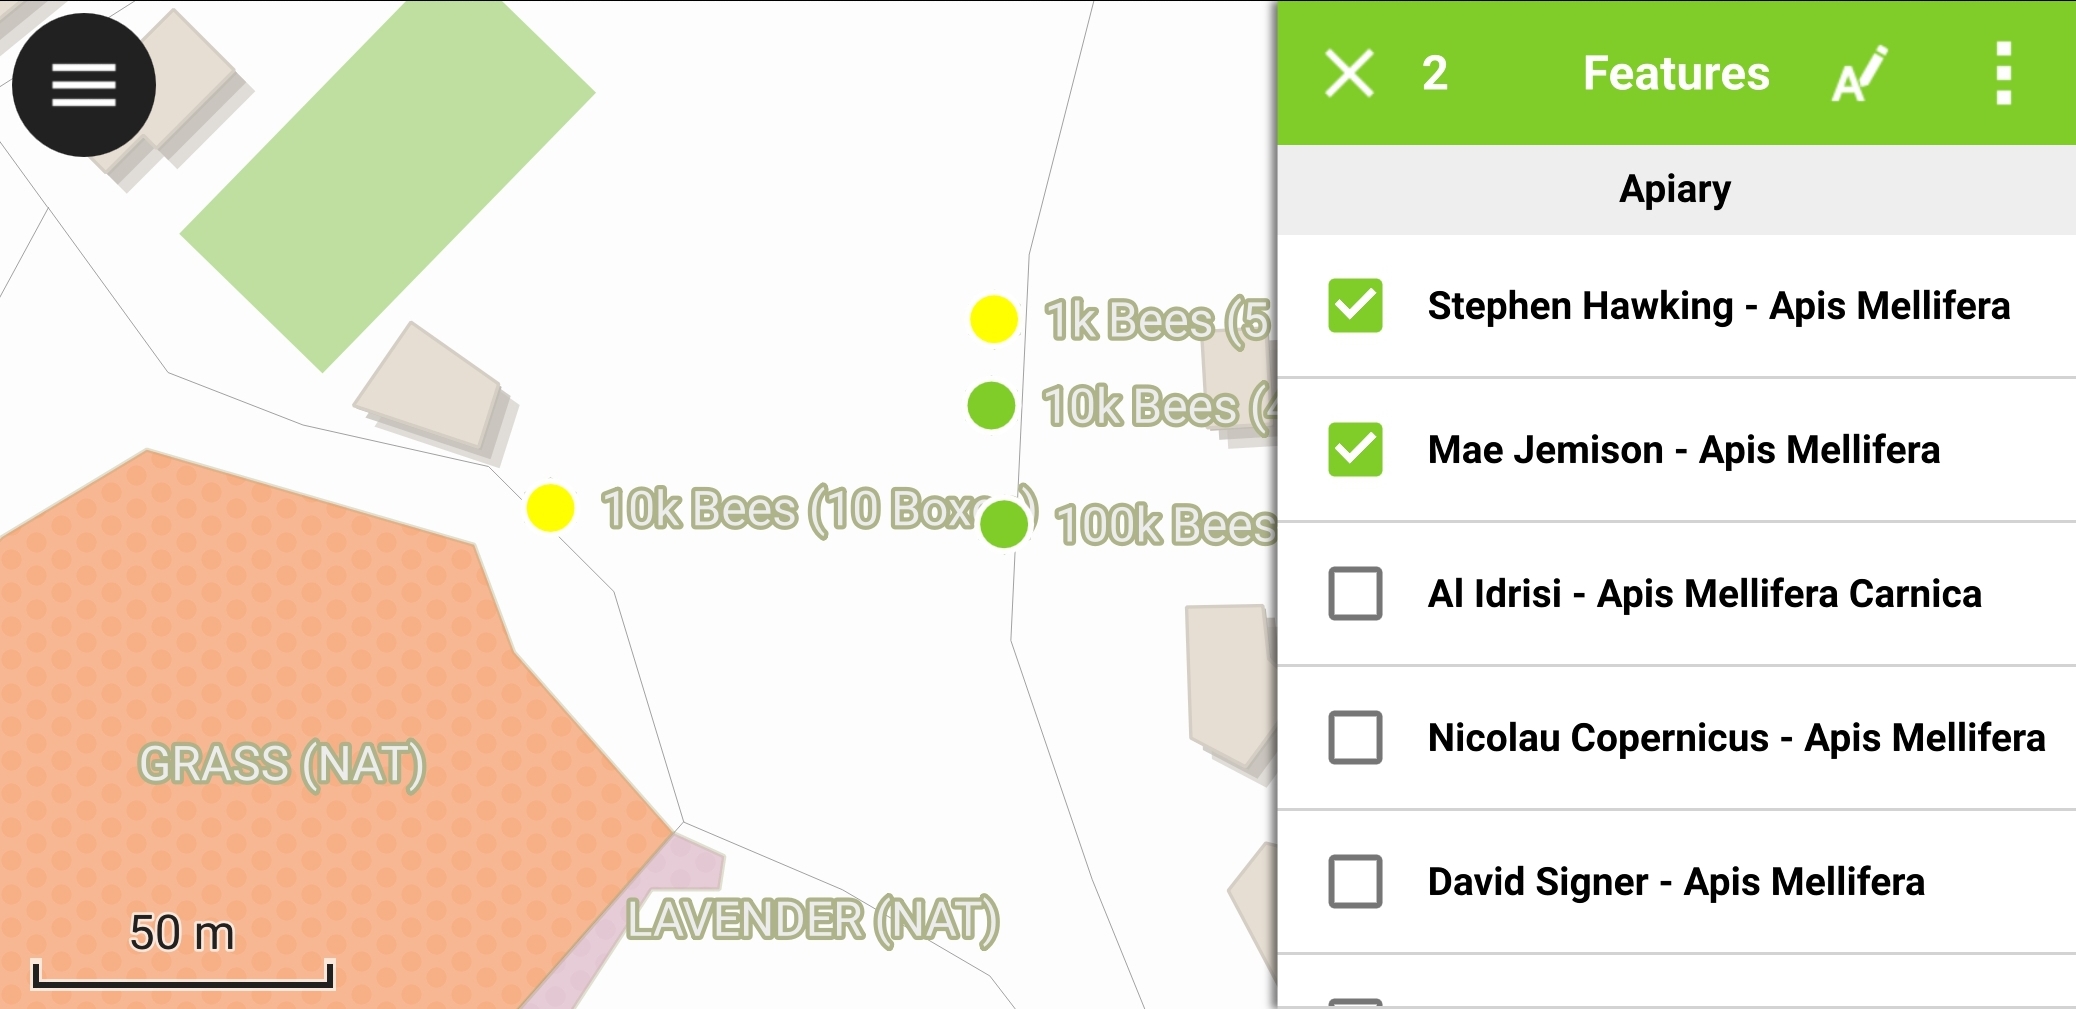 2 Features
Apiary
Stephen Hawking - Apis Mellifera
Mae Jemison - Apis Mellifera
Al Idrisi - Apis Mellifera Carnica
Nicolau Copernicus - Apis Mellifera
David Signer - Apis Mellifera
1k Bees (5
10k Bees (4
10k Bees (10 Box )
100k Bees
GRASS (NAT)
LAVENDER (NAT)
50 m